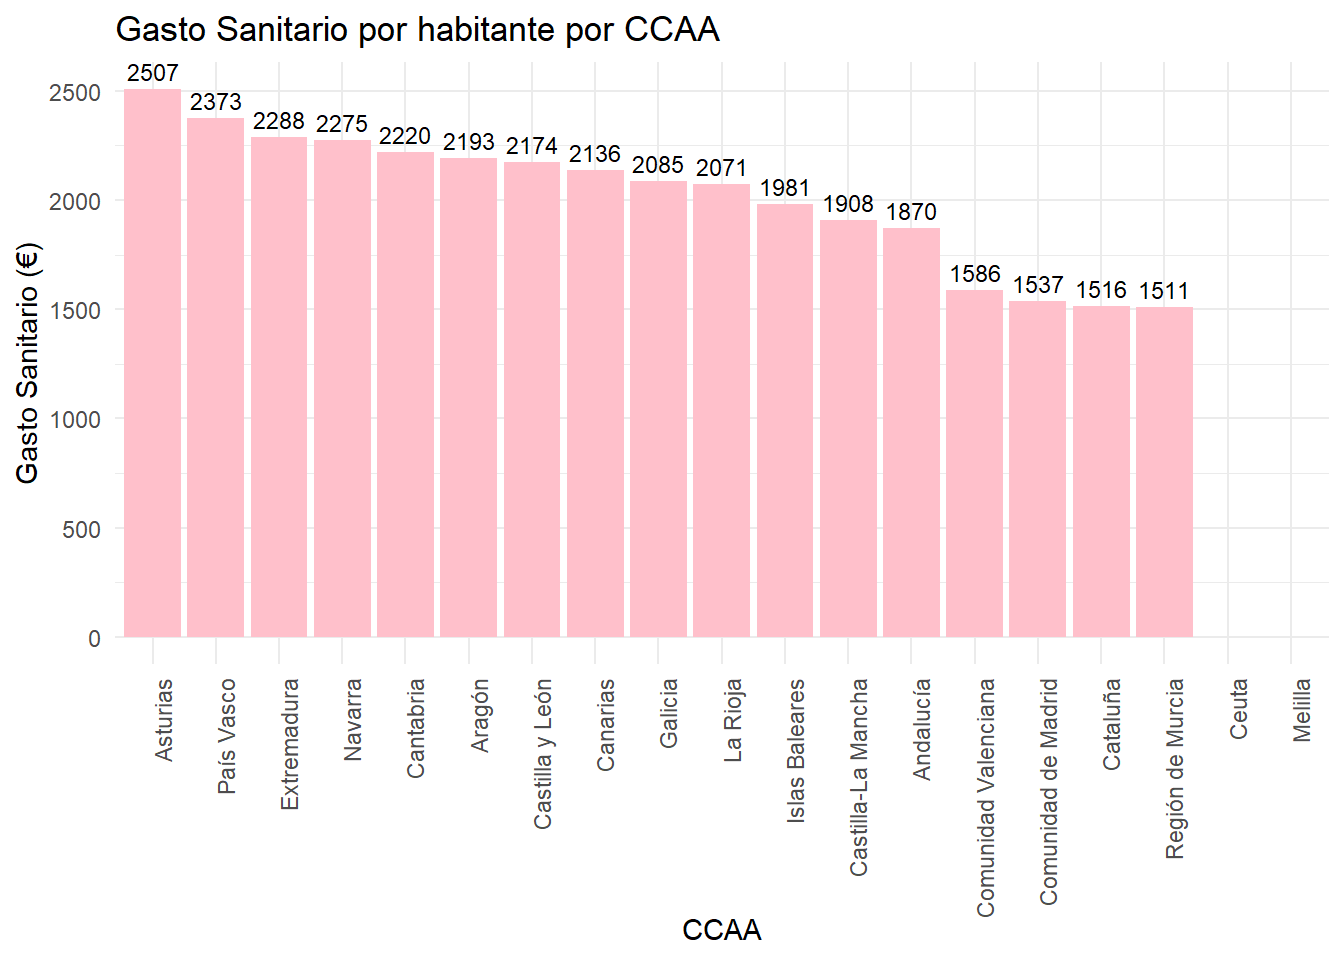 Gasto Sanitario por habitante por CCAA
Gasto Sanitario (€)
2500
2000
1500
1000
500
0
2507
2373
2288
2275
2220
2193
2174
2136
2085
2071
1981
1908
1870
1586
1537
1516
1511
Asturias
País Vasco
Extremadura
Navarra
Cantabria
Aragón
Castilla y León
Canarias
Galicia
La Rioja
Islas Baleares
Castilla-La Mancha
Andalucía
Comunidad Valenciana
Comunidad de Madrid
Cataluña
Región de Murcia
Ceuta
Melilla
CCAA